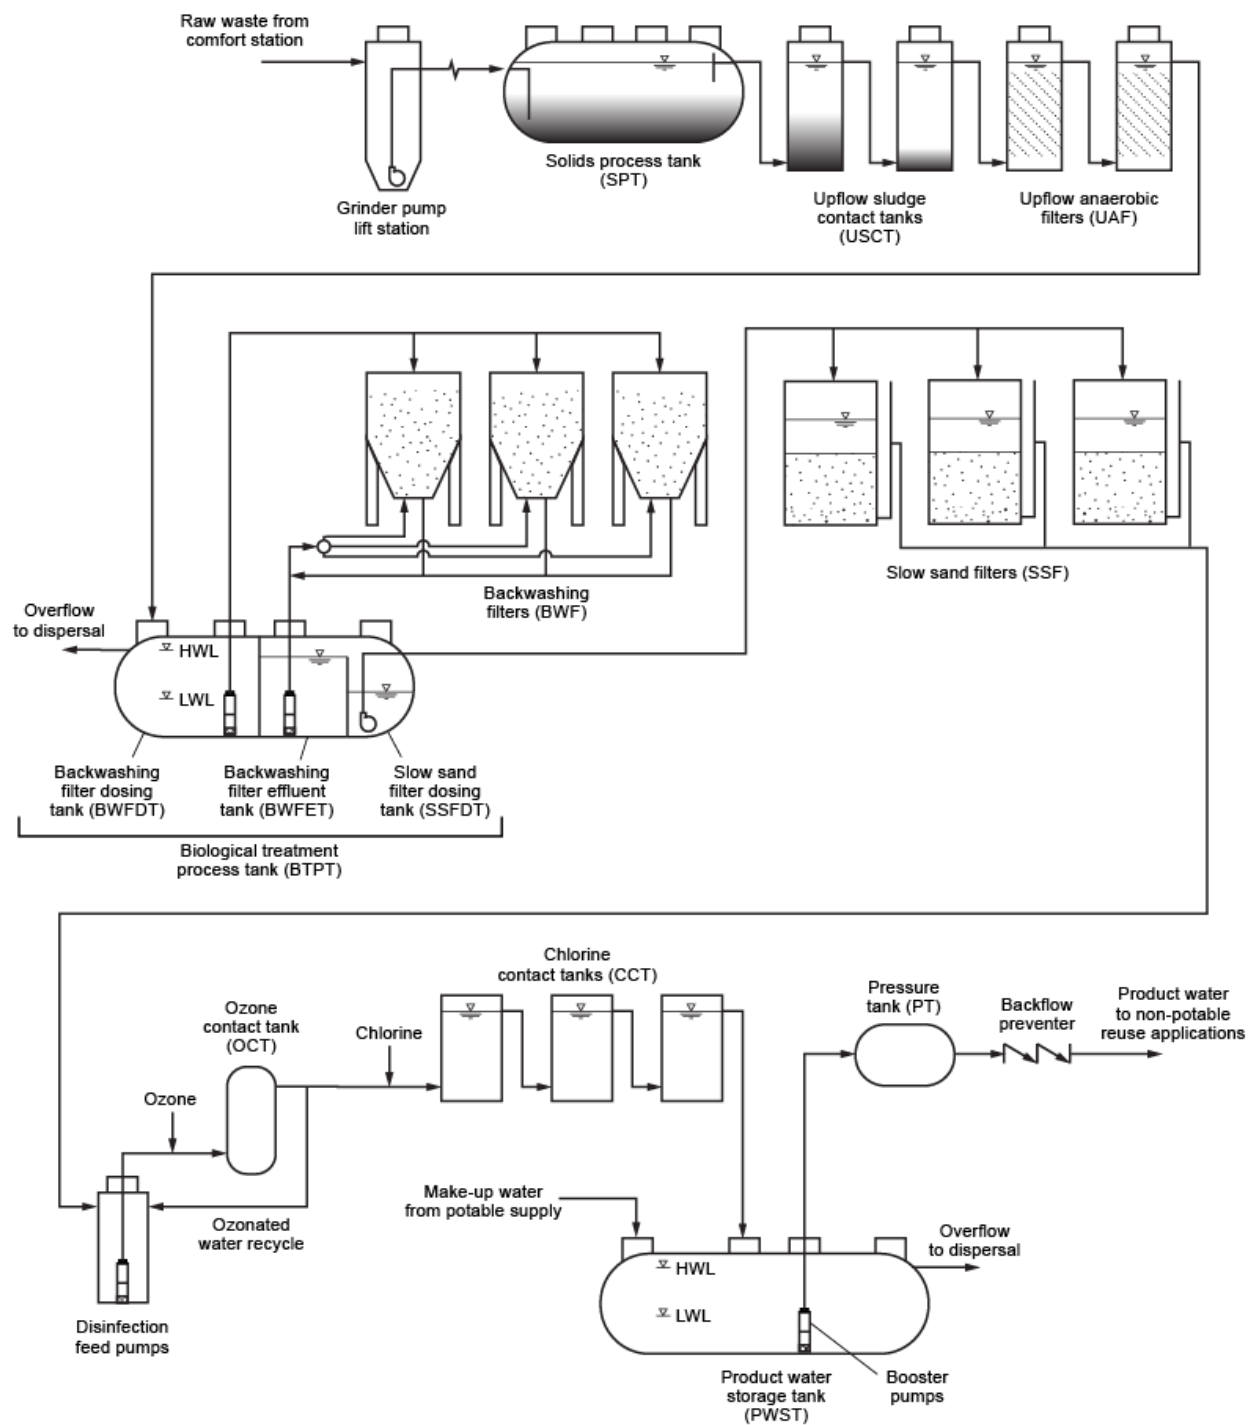 Raw waste from
comfort station
Grinder pump
lift station
Solids process tank
(SPT)
Upflow sludge
contact tanks
(USCT)
Upflow anaerobic
filters (UAF)
Overflow
to dispersal
HWL
LWL
Backwashing
filters (BWF)
Slow sand filters (SSF)
Backwashing
filter dosing
tank (BWFDT)
Backwashing
filter effluent
tank (BWFET)
Slow sand
filter dosing
tank (SSFDT)
Biological treatment
process tank (BTPT)
Chlorine
contact tanks (CCT)
Ozone
contact tank
(OCT)
Chlorine
Ozone
Pressure
tank (PT)
Backflow
preventer
Product water
to non-potable
reuse applications
Ozonated
water recycle
Make-up water
from potable supply
Overflow
to dispersal
HWL
LWL
Disinfection
feed pumps
Product water
storage tank
(PWST)
Booster
pumps